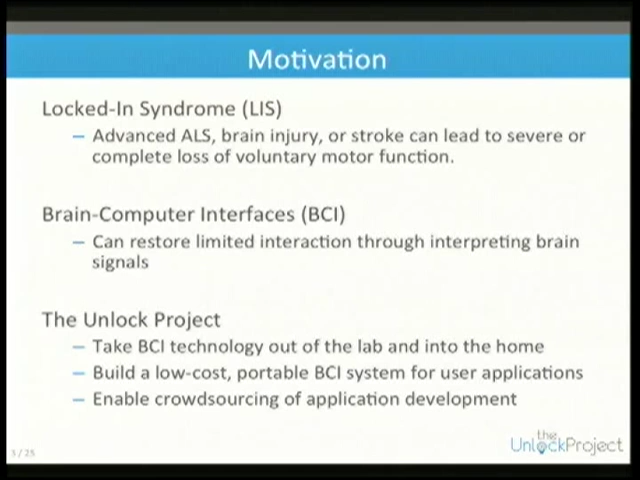 Motivation
Locked-In Syndrome (LIS)
– Advanced ALS, brain injury, or stroke can lead to severe or
complete loss of voluntary motor function.
Brain-Computer Interfaces (BCI)
– Can restore limited interaction through interpreting brain
signals
The Unlock Project
– Take BCI technology out of the lab and into the home
– Build a low-cost, portable BCI system for user applications
– Enable crowdsourcing of application development
the
UnlockProject
3 / 25